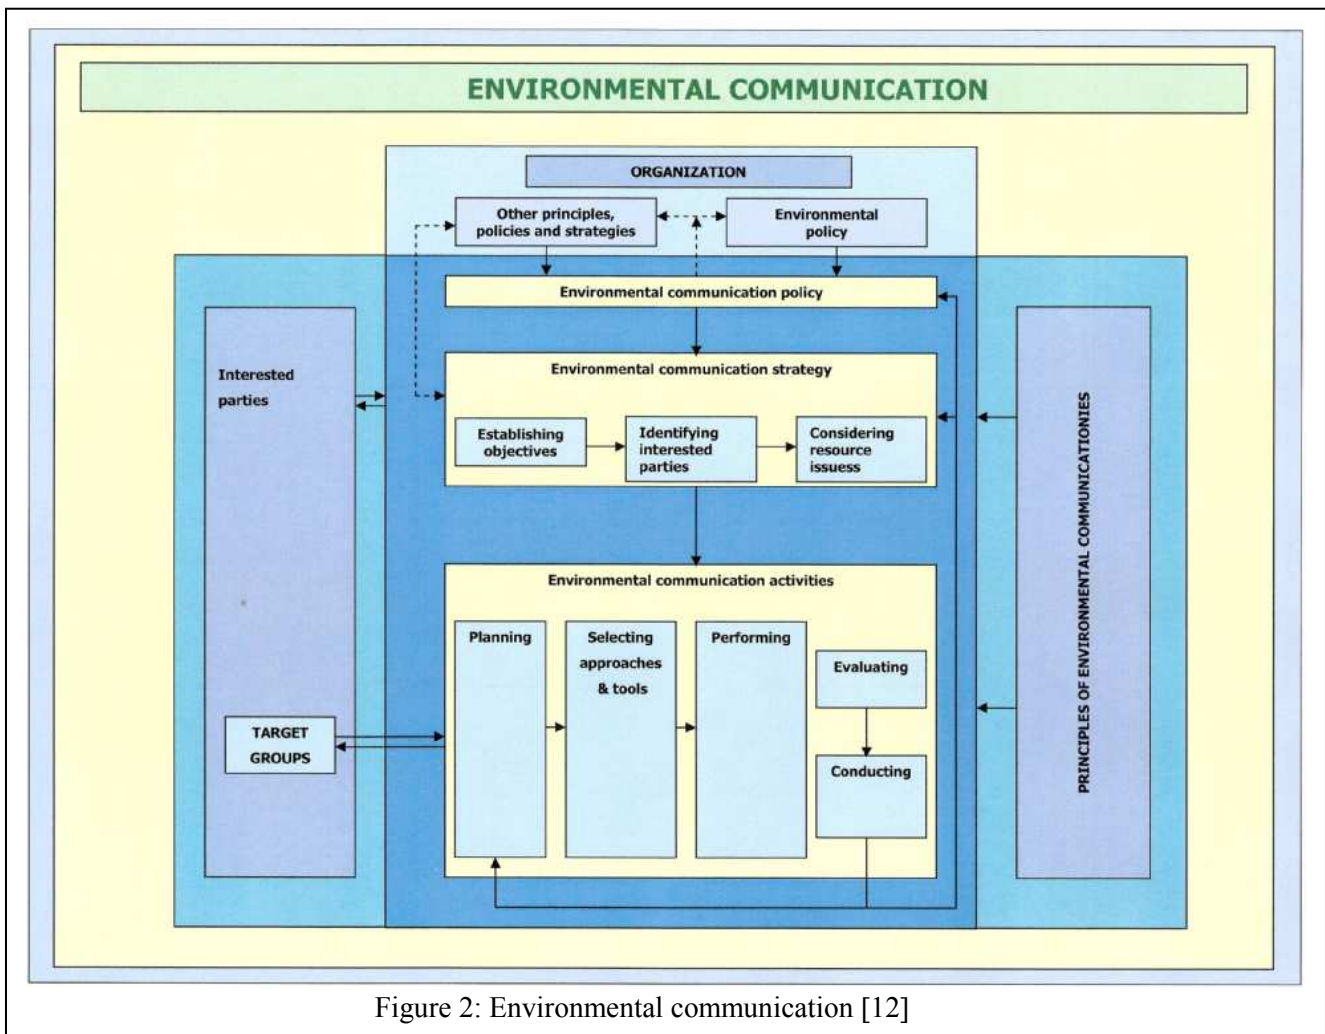 ENVIRONMENTAL COMMUNICATION
ORGANIZATION
Other principles,
policies and strategies
Environmental
policy
Environmental communication policy
Interested
parties
Environmental communication strategy
Establishing
objectives
Identifying
interested
parties
Considering
resource
issuess
Environmental communication activities
Planning
Selecting
approaches
& tools
Performing
Evaluating
Conducting
TARGET
GROUPS
PRINCIPLES OF ENVIRONMENTAL COMMUNICATIONIES
Figure 2: Environmental communication [12]